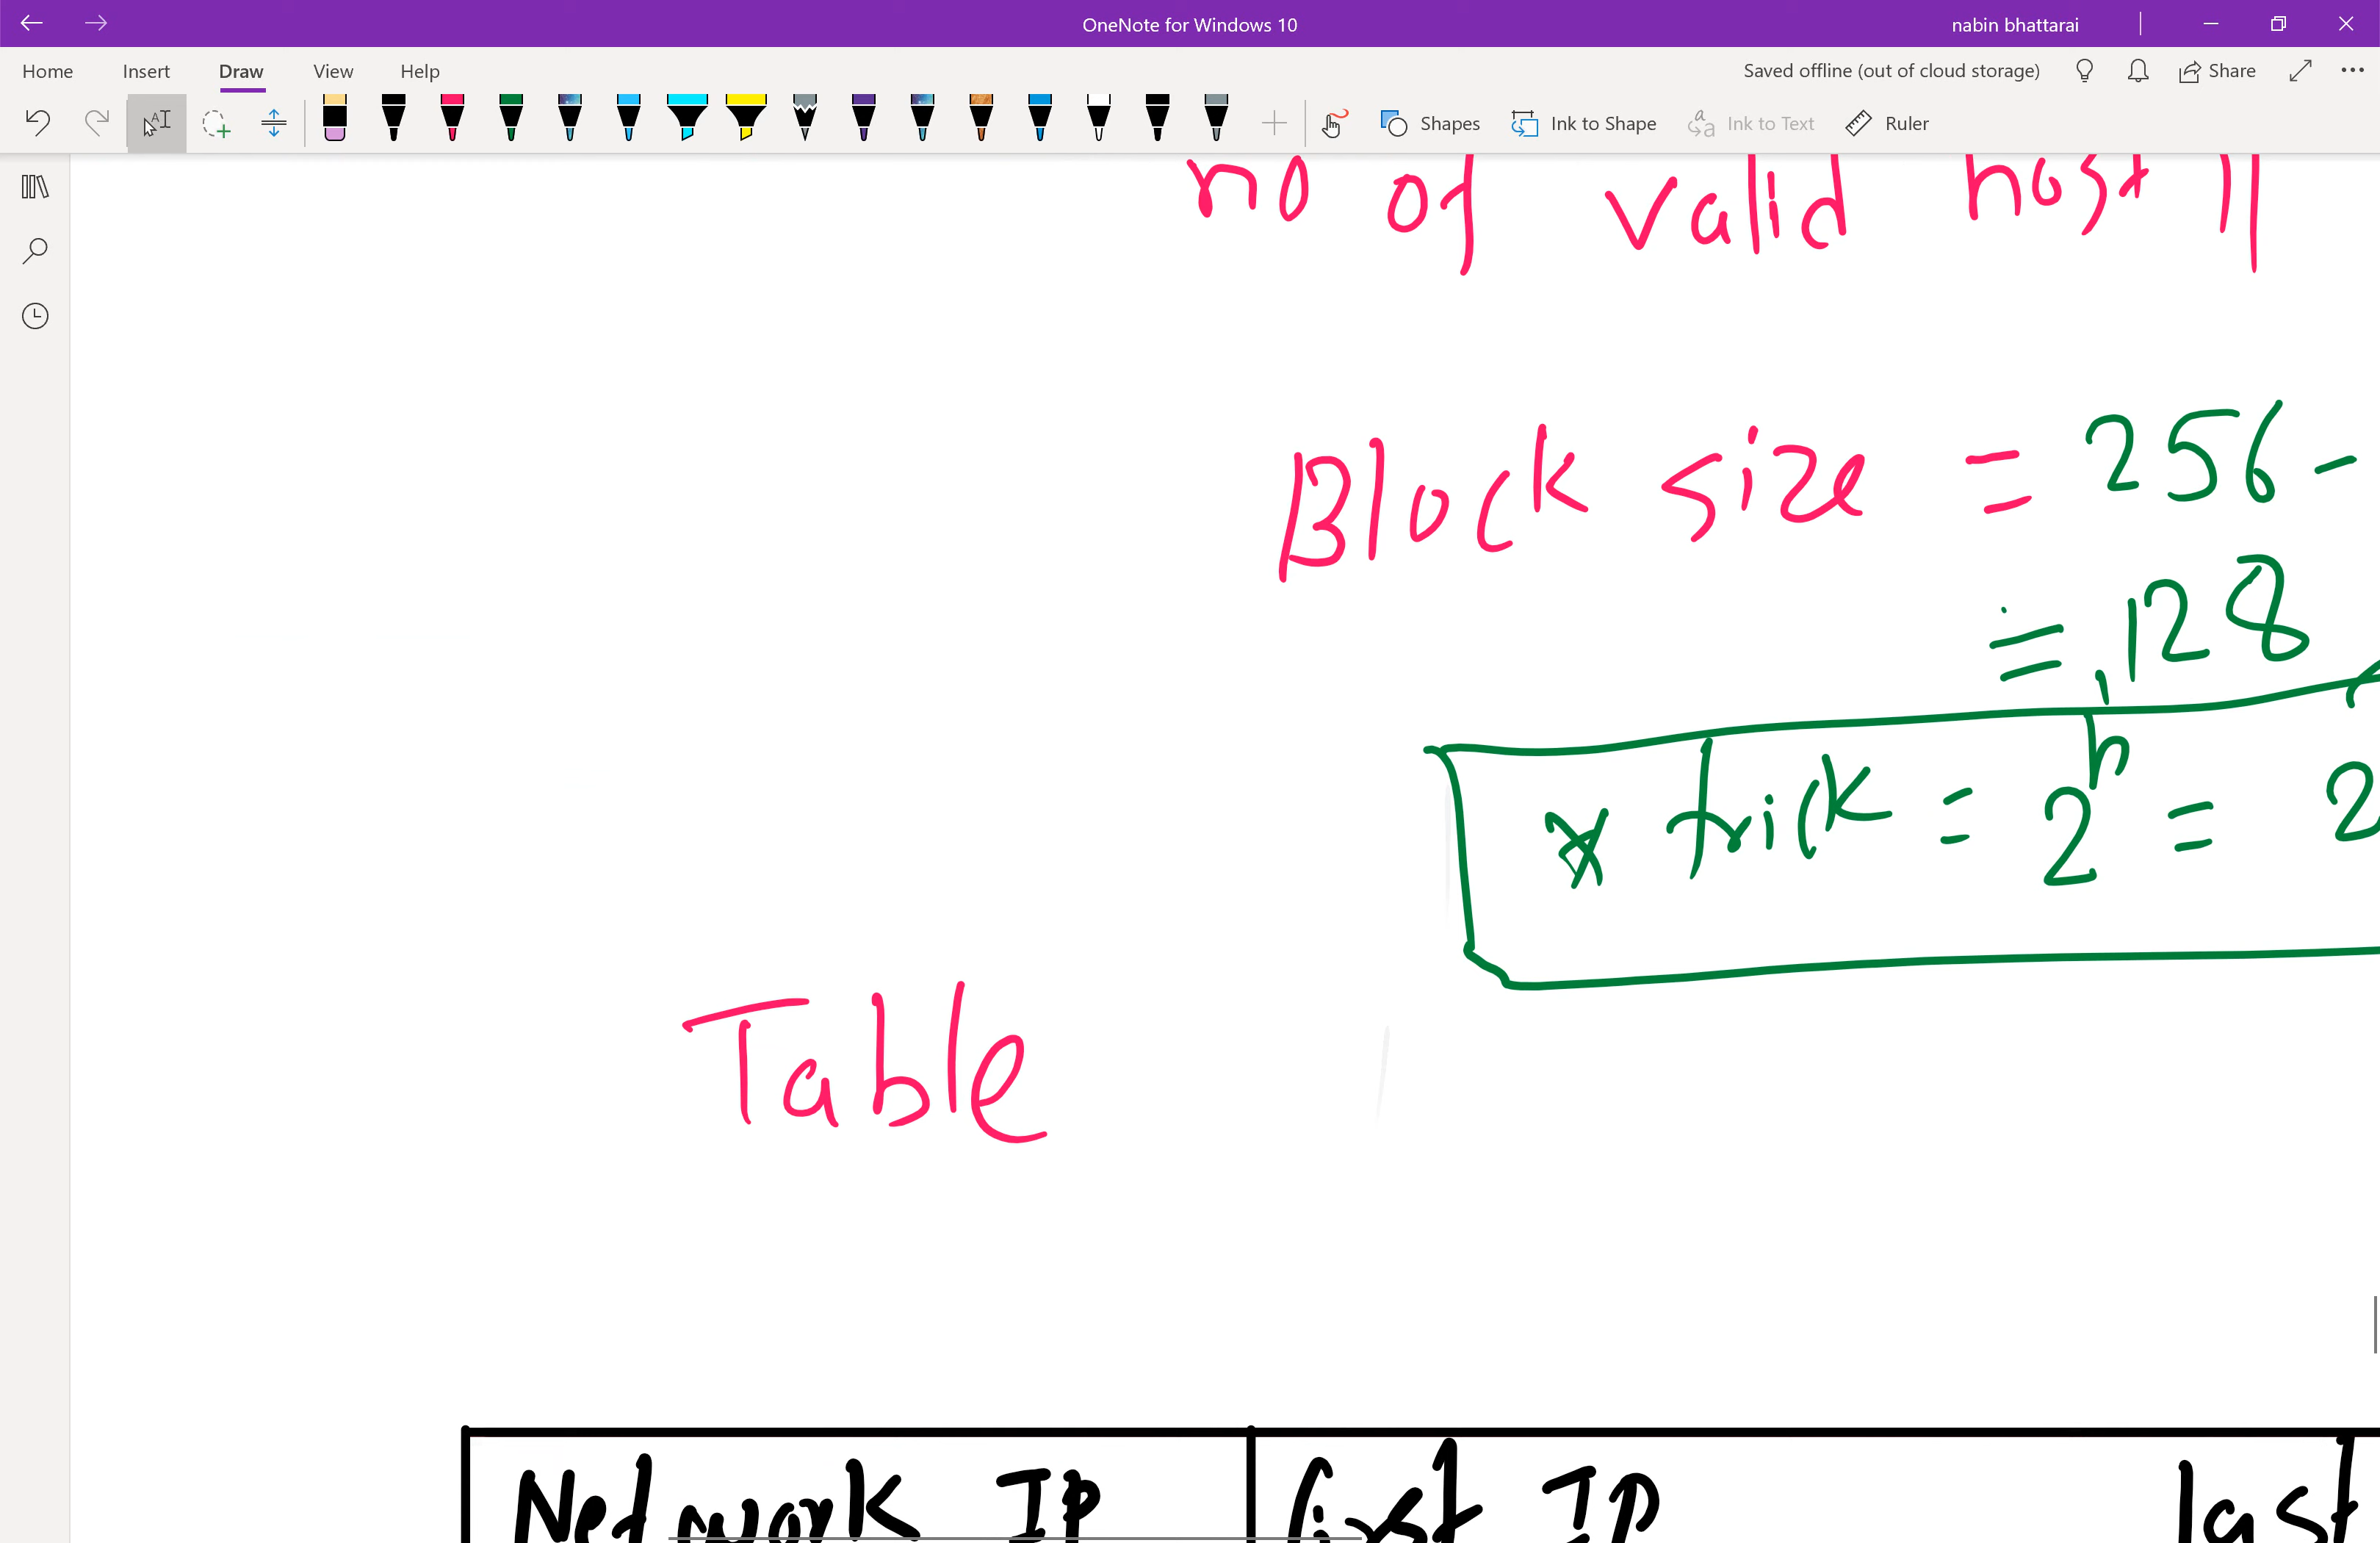 OneNote for Windows 10
nabin bhattarai
Home Insert Draw View Help
Saved offline (out of cloud storage) Share
Shapes Ink to Shape Ink to Text Ruler
no of valid host
Block size = 256 -
= 128
* trick = 2^h = 2
Table
Network IP first IP last